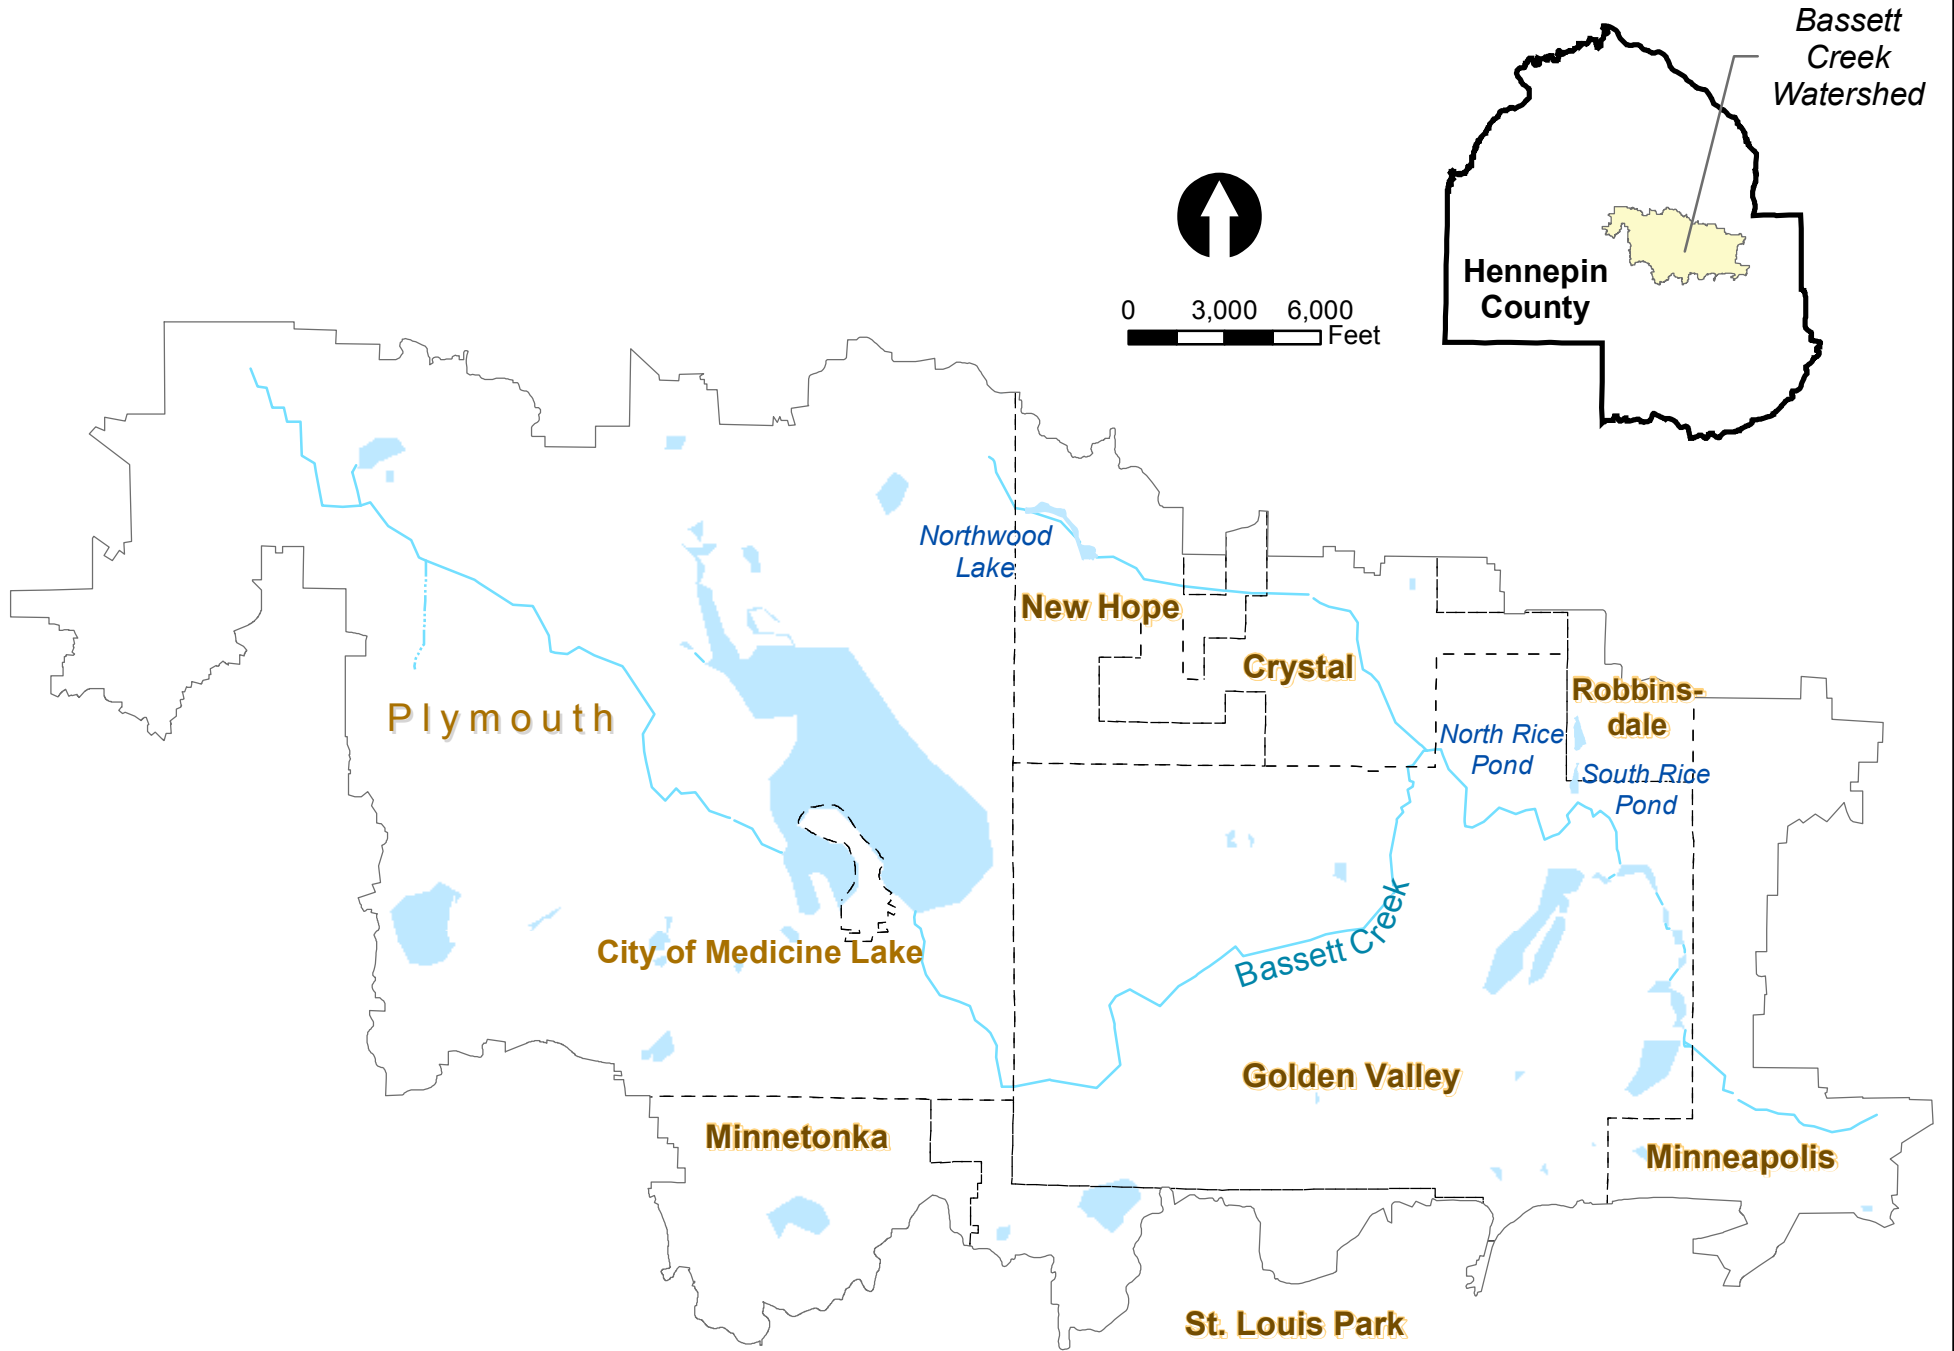 Bassett
Creek
Watershed
Hennepin
County
0 3,000 6,000
Feet
Northwood
Lake
New Hope
Crystal
Robbins-
dale
Plymouth
North Rice
Pond
South Rice
Pond
Bassett Creek
City of Medicine Lake
Golden Valley
Minnetonka
Minneapolis
St. Louis Park